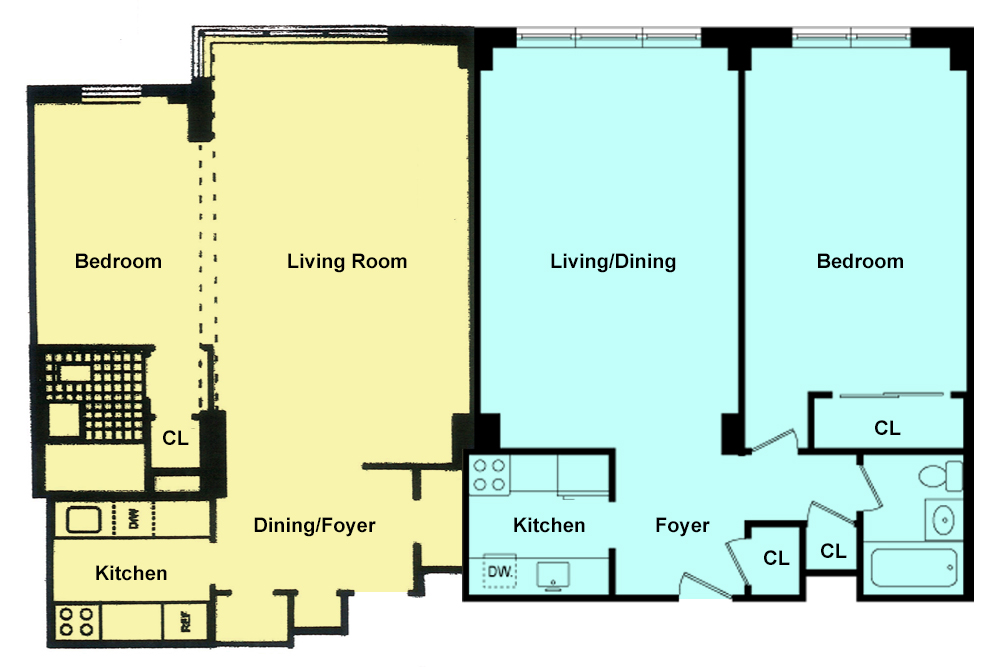 Bedroom
Living Room
Living/Dining
Bedroom
CL
CL
Dining/Foyer
Kitchen
Foyer
DW
CL
CL
Kitchen
DW.
REF